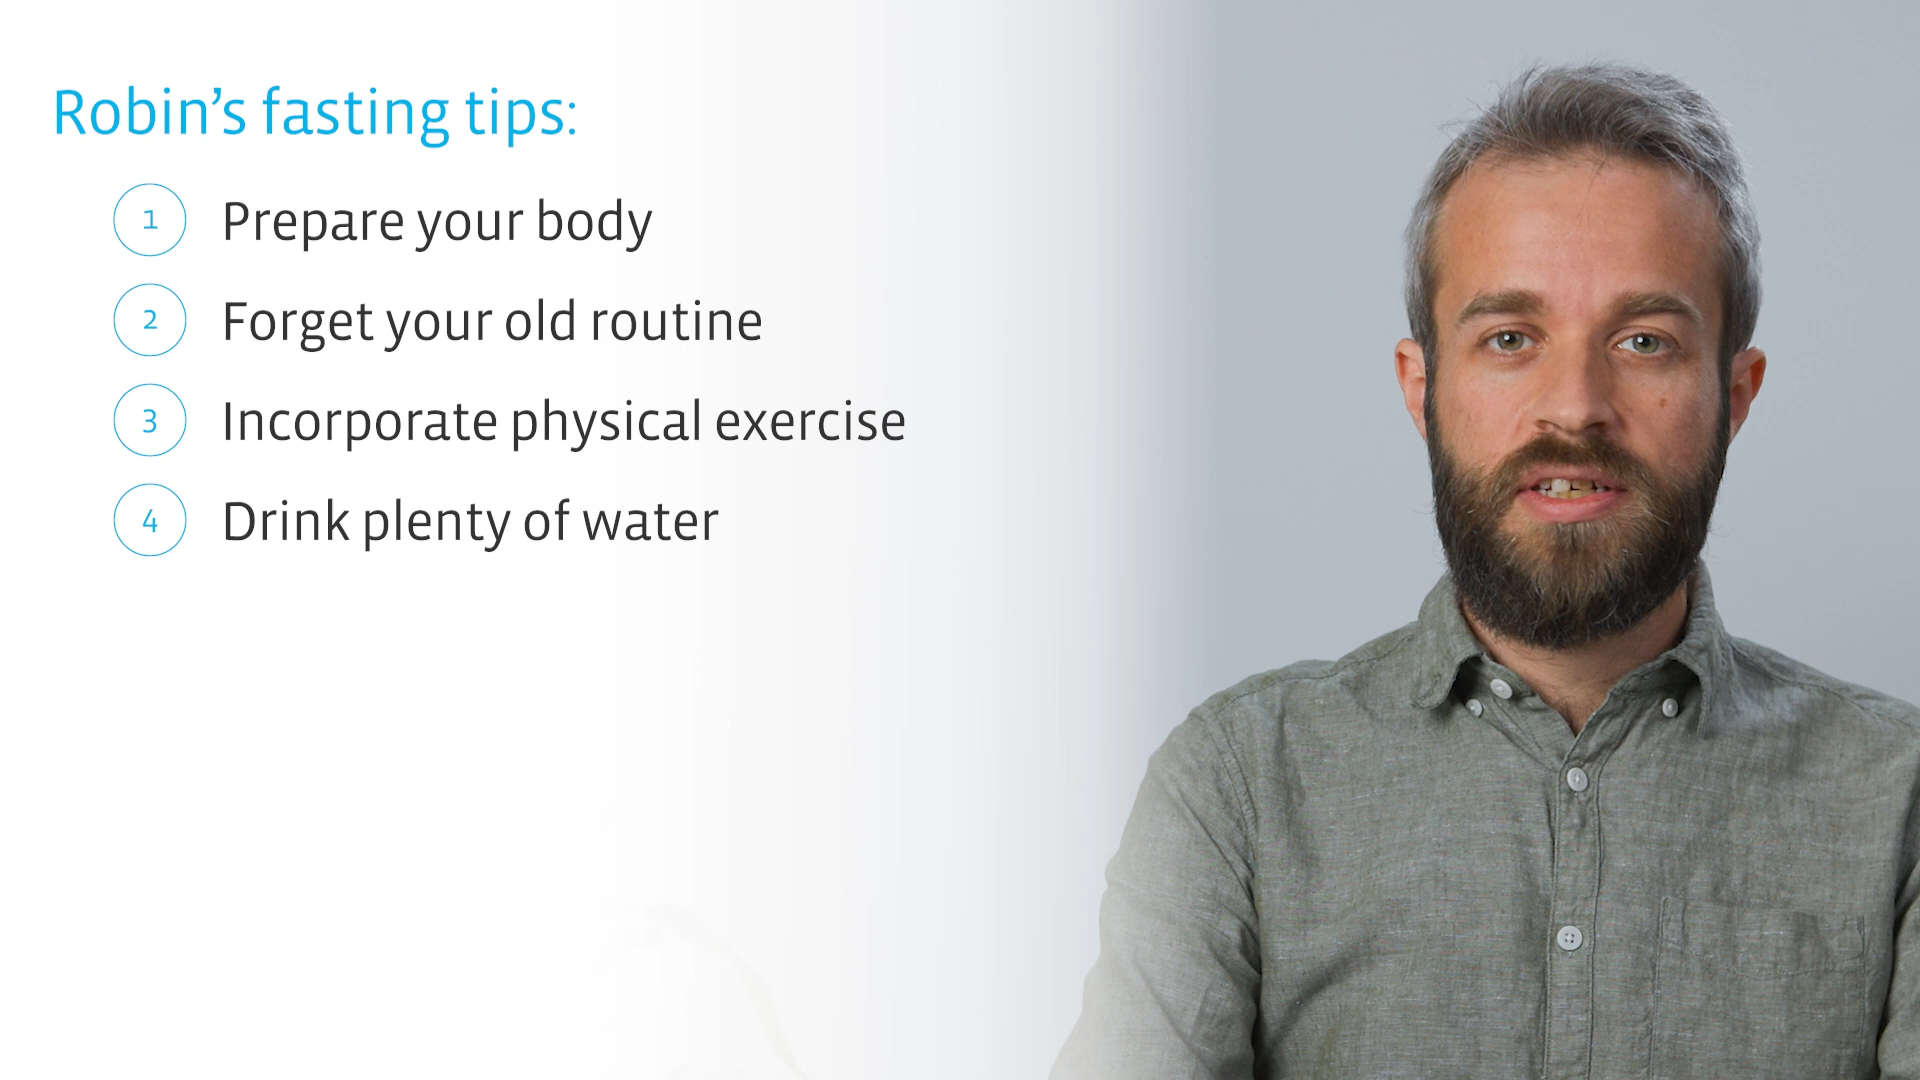 Robin’s fasting tips:
1 Prepare your body
2 Forget your old routine
3 Incorporate physical exercise
4 Drink plenty of water